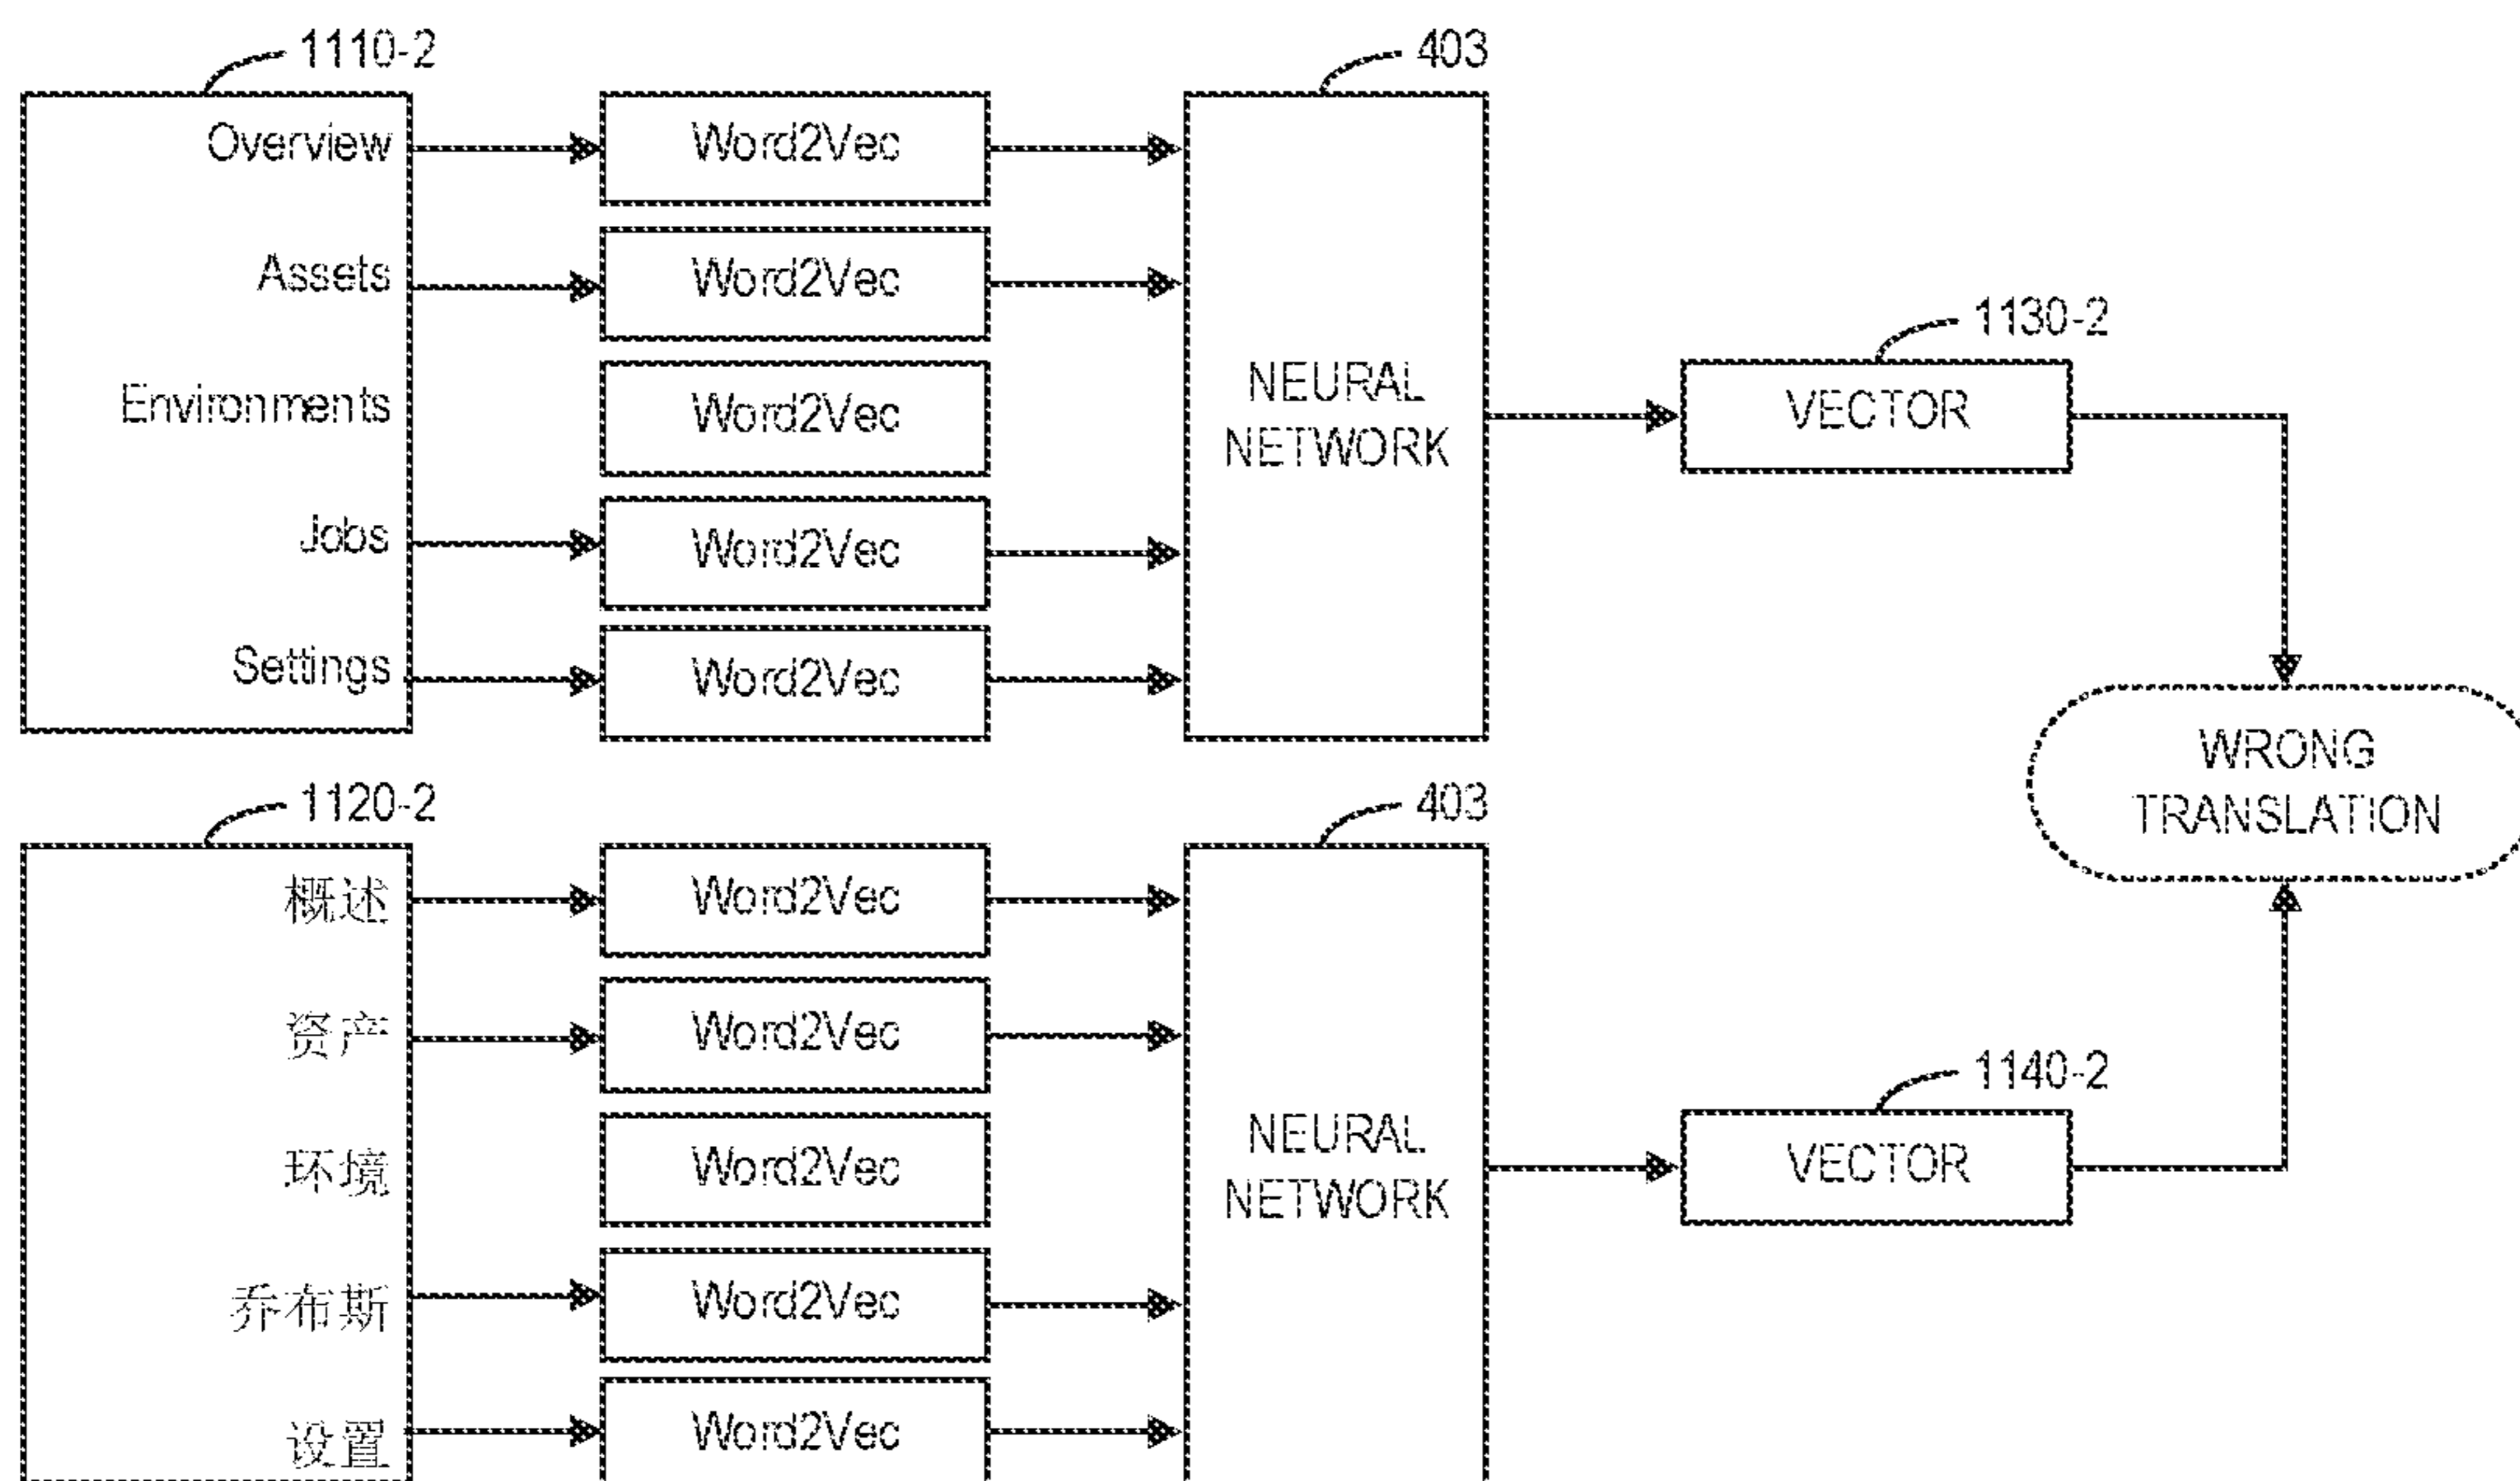 1110-2
403
Overview
Word2Vec
Assets
Word2Vec
Environments
Word2Vec
Jobs
Word2Vec
Settings
Word2Vec
NEURAL
NETWORK
1130-2
VECTOR
WRONG
TRANSLATION
1120-2
403
概述
Word2Vec
资产
Word2Vec
环境
Word2Vec
乔布斯
Word2Vec
设置
Word2Vec
NEURAL
NETWORK
1140-2
VECTOR